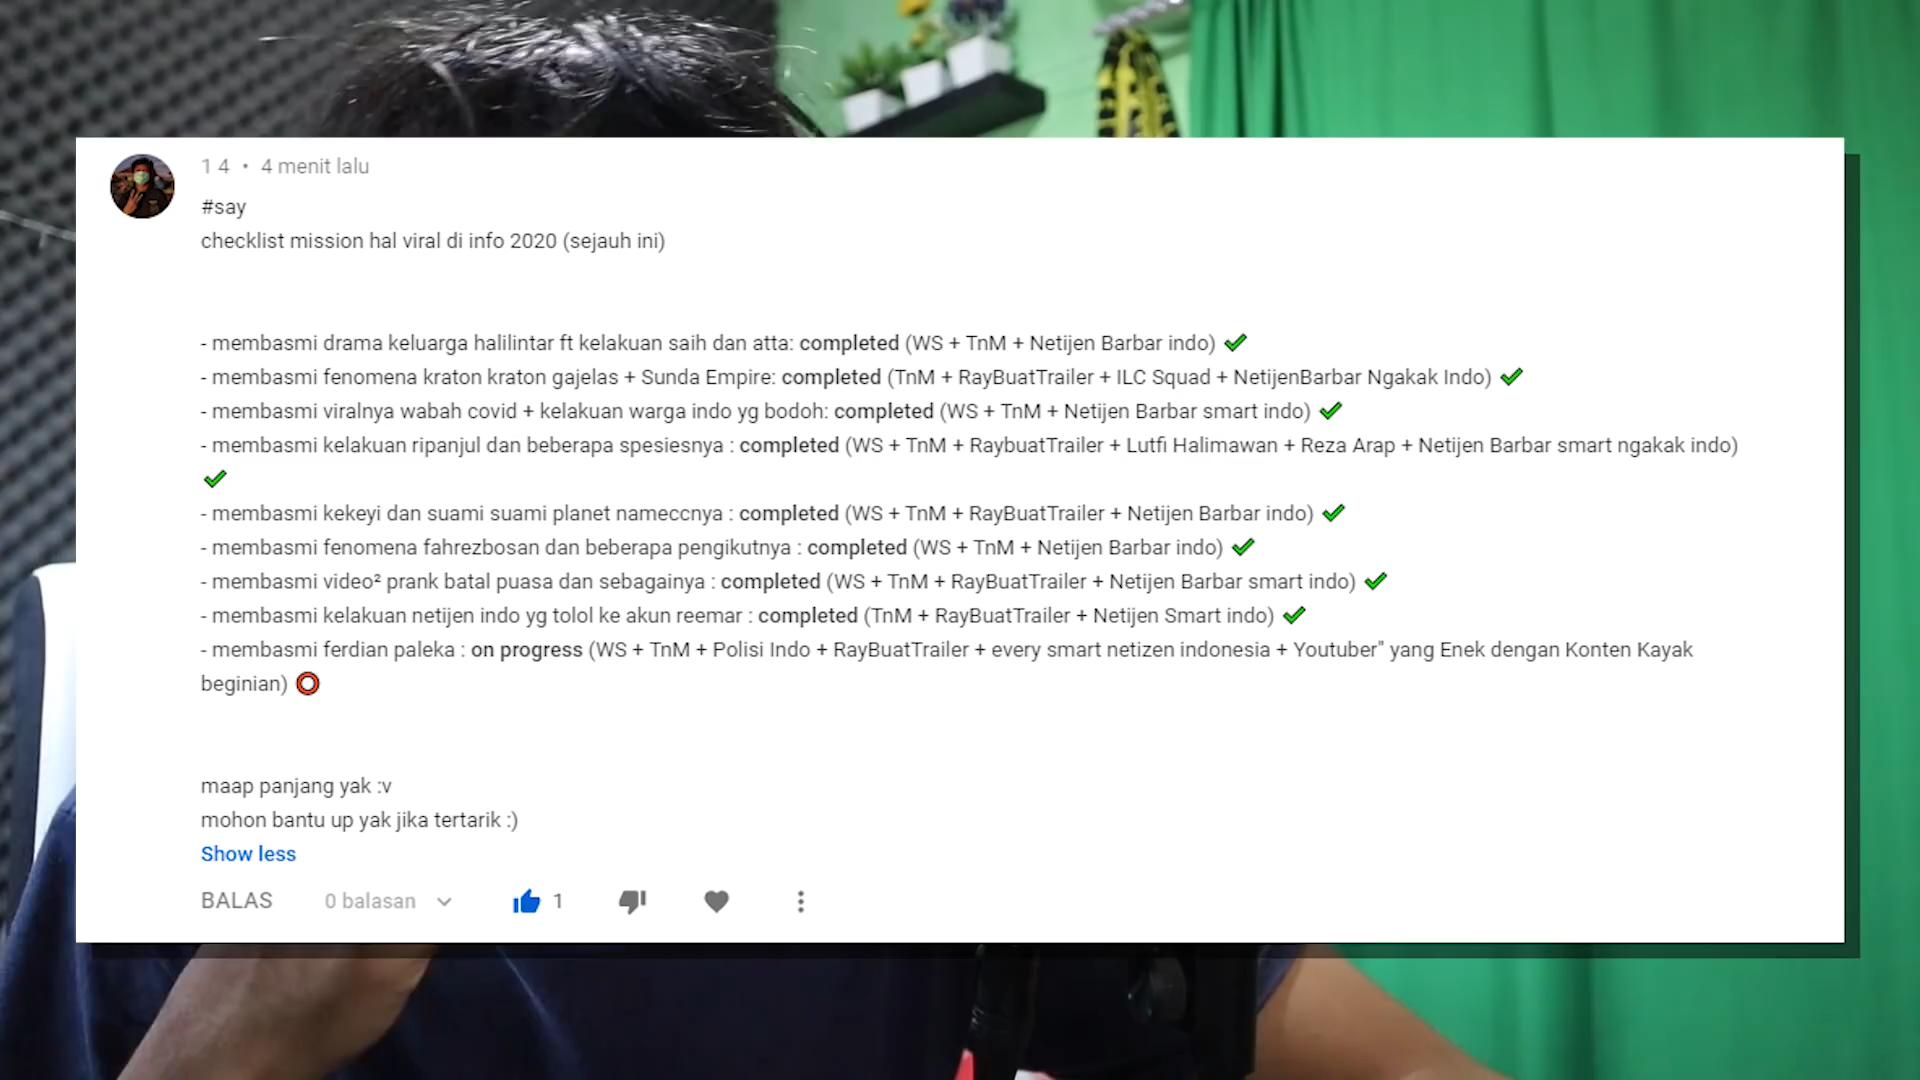 1 4 • 4 menit lalu
#say
checklist mission hal viral di info 2020 (sejauh ini)
- membasmi drama keluarga halilintar ft kelakuan saih dan atta: completed (WS + TnM + Netijen Barbar indo) ✔
- membasmi fenomena kraton kraton gajelas + Sunda Empire: completed (TnM + RayBuatTrailer + ILC Squad + NetijenBarbar Ngakak Indo) ✔
- membasmi viralnya wabah covid + kelakuan warga indo yg bodoh: completed (WS + TnM + Netijen Barbar smart indo) ✔
- membasmi kelakuan ripanjul dan beberapa spesiesnya : completed (WS + TnM + RaybuatTrailer + Lutfi Halimawan + Reza Arap + Netijen Barbar smart ngakak indo)
✔
- membasmi kekeyi dan suami suami planet nameccnya : completed (WS + TnM + RayBuatTrailer + Netijen Barbar indo) ✔
- membasmi fenomena fahrezbosan dan beberapa pengikutnya : completed (WS + TnM + Netijen Barbar indo) ✔
- membasmi video² prank batal puasa dan sebagainya : completed (WS + TnM + RayBuatTrailer + Netijen Barbar smart indo) ✔
- membasmi kelakuan netijen indo yg tolol ke akun reemar : completed (TnM + RayBuatTrailer + Netijen Smart indo) ✔
- membasmi ferdian paleka : on progress (WS + TnM + Polisi Indo + RayBuatTrailer + every smart netizen indonesia + Youtuber" yang Enek dengan Konten Kayak
beginian) ⭕
maap panjang yak :v
mohon bantu up yak jika tertarik :)
Show less
BALAS 0 balasan 1